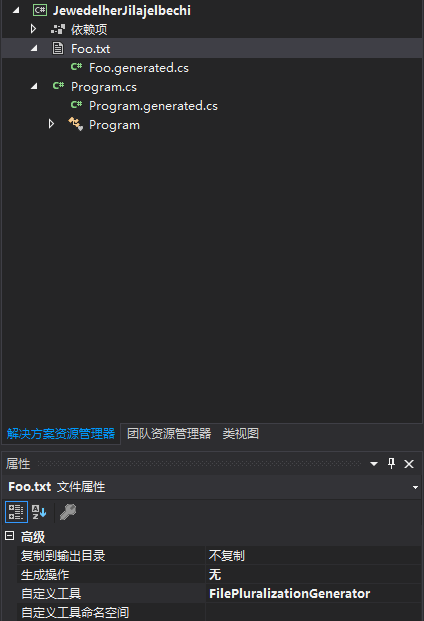 C# JewedelherJilajelbechi
依赖项
Foo.txt
C# Foo.generated.cs
C# Program.cs
C# Program.generated.cs
Program
解决方案资源管理器 团队资源管理器 类视图
属性
Foo.txt 文件属性
高级
复制到输出目录 不复制
生成操作 无
自定义工具 FilePluralizationGenerator
自定义工具命名空间